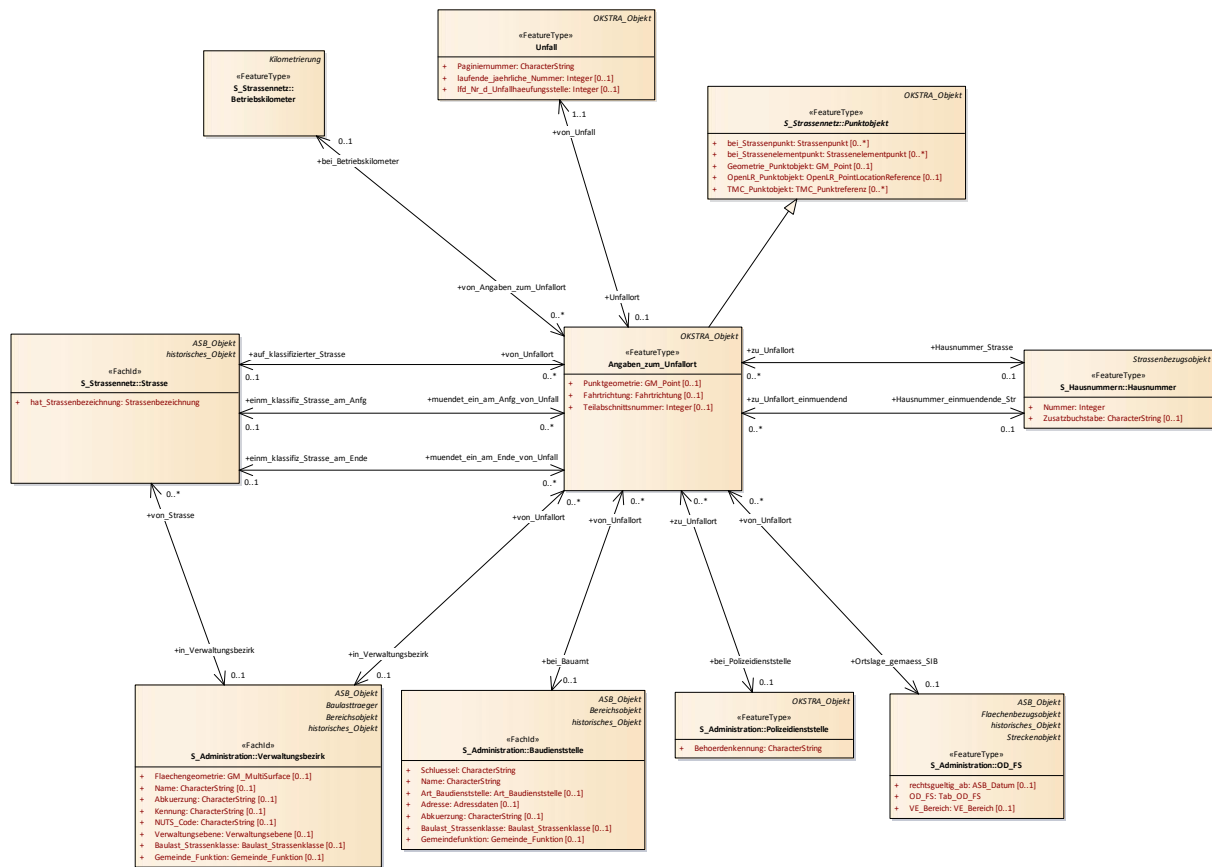 OKSTRA_Objekt
«FeatureType»
Unfall
+ Paginiernummer: CharacterString
+ laufende_jaehrliche_Nummer: Integer [0..1]
+ lfd_Nr_d_Unfallhaeufungsstelle: Integer [0..1]
Kilometrierung
«FeatureType»
S_Strassennetz::
Betriebskilometer
OKSTRA_Objekt
«FeatureType»
S_Strassennetz::Punktobjekt
+ bei_Strassenpunkt: Strassenpunkt [0..*]
+ bei_Strassenelementpunkt: Strassenelementpunkt [0..*]
+ Geometrie_Punktobjekt: GM_Point [0..1]
+ OpenLR_Punktobjekt: OpenLR_PointLocationReference [0..1]
+ TMC_Punktobjekt: TMC_Punktreferenz [0..*]
1..1
+von_Unfall
0..1
+bei_Betriebskilometer
+von_Angaben_zum_Unfallort
0..*
+Unfallort
0..1
OKSTRA_Objekt
«FeatureType»
Angaben_zum_Unfallort
+ Punktgeometrie: GM_Point [0..1]
+ Fahrtrichtung: Fahrtrichtung [0..1]
+ Teilabschnittsnummer: Integer [0..1]
ASB_Objekt
historisches_Objekt
«FachId»
S_Strassennetz::Strasse
+ hat_Strassenbezeichnung: Strassenbezeichnung
+auf_klassifizierter_Strasse
0..1
+von_Unfallort
0..*
+einm_klassifiz_Strasse_am_Anfg
0..1
+muendet_ein_am_Anfg_von_Unfall
0..*
+einm_klassifiz_Strasse_am_Ende
0..1
+muendet_ein_am_Ende_von_Unfall
0..*
+zu_Unfallort
0..*
+Hausnummer_Strasse
0..1
+zu_Unfallort_einmuendend
0..*
+Hausnummer_einmuendende_Str
0..1
Strassenbezugsobjekt
«FeatureType»
S_Hausnummern::Hausnummer
+ Nummer: Integer
+ Zusatzbuchstabe: CharacterString [0..1]
0..*
+von_Strasse
+in_Verwaltungsbezirk
0..1
0..*
+von_Unfallort
+in_Verwaltungsbezirk
0..1
0..*
+von_Unfallort
+bei_Bauamt
0..1
0..*
+zu_Unfallort
+bei_Polizeidienststelle
0..1
0..*
+von_Unfallort
+Ortslage_gemaess_SIB
0..1
ASB_Objekt
Baulasttraeger
Bereichsobjekt
historisches_Objekt
«FachId»
S_Administration::Verwaltungsbezirk
+ Flaechengeometrie: GM_MultiSurface [0..1]
+ Name: CharacterString [0..1]
+ Abkuerzung: CharacterString [0..1]
+ Kennung: CharacterString [0..1]
+ NUTS_Code: CharacterString [0..1]
+ Verwaltungsebene: Verwaltungsebene [0..1]
+ Baulast_Strassenklasse: Baulast_Strassenklasse [0..1]
+ Gemeinde_Funktion: Gemeinde_Funktion [0..1]
ASB_Objekt
Bereichsobjekt
historisches_Objekt
«FachId»
S_Administration::Baudienststelle
+ Schluessel: CharacterString
+ Name: CharacterString
+ Art_Baudienststelle: Art_Baudienststelle [0..1]
+ Adresse: Adressdaten [0..1]
+ Abkuerzung: CharacterString [0..1]
+ Baulast_Strassenklasse: Baulast_Strassenklasse [0..1]
+ Gemeindefunktion: Gemeinde_Funktion [0..1]
OKSTRA_Objekt
«FeatureType»
S_Administration::Polizeidienststelle
+ Behoerdenkennung: CharacterString
ASB_Objekt
Flaechenbezugsobjekt
historisches_Objekt
Streckenobjekt
«FeatureType»
S_Administration::OD_FS
+ rechtsgueltig_ab: ASB_Datum [0..1]
+ OD_FS: Tab_OD_FS
+ VE_Bereich: VE_Bereich [0..1]